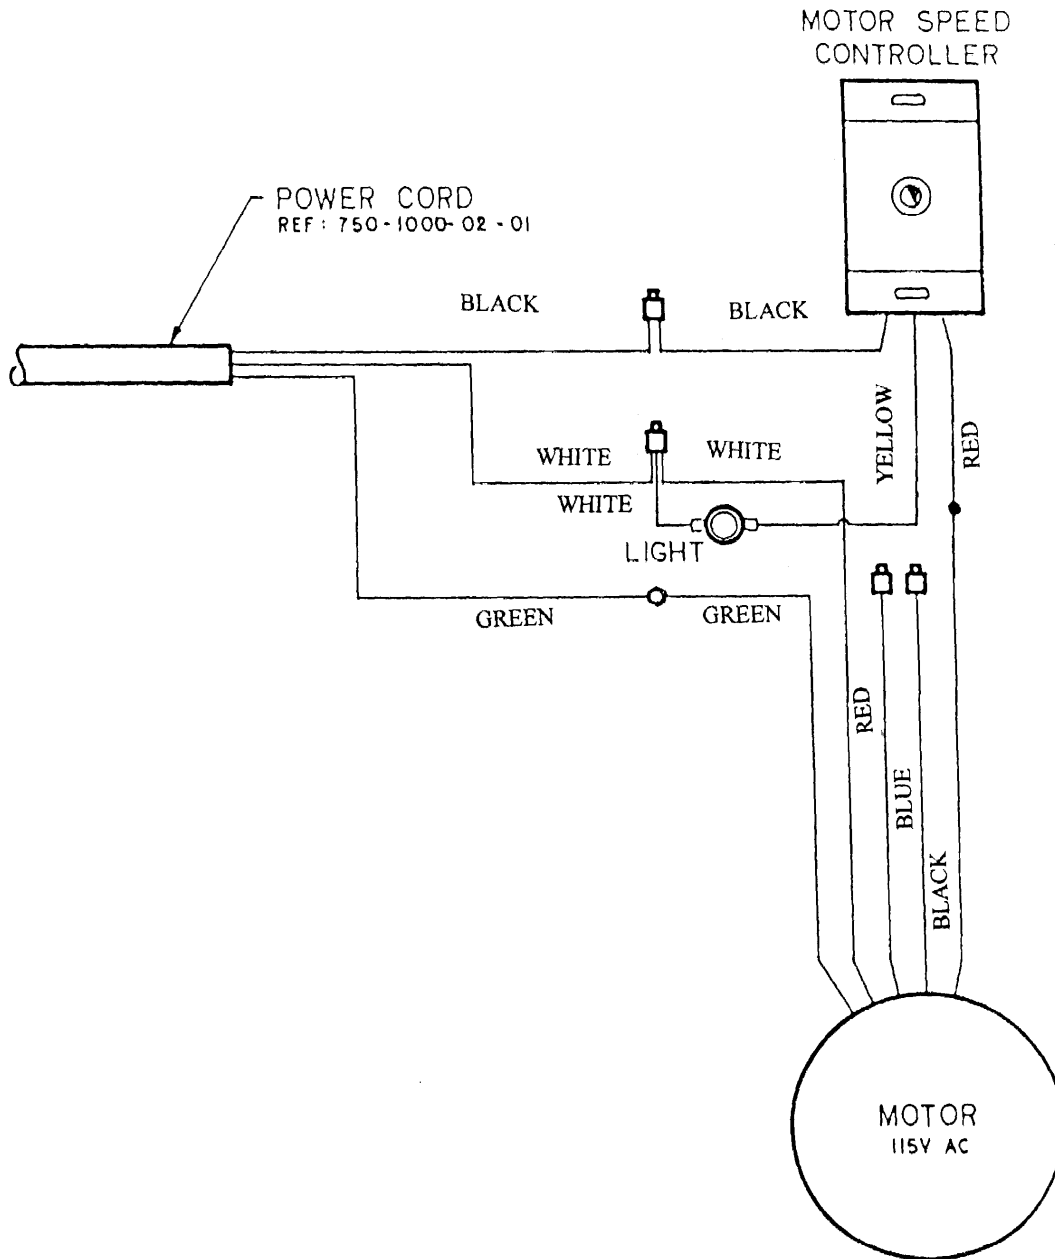 MOTOR SPEED
CONTROLLER
POWER CORD
REF: 750-1000-02-01
BLACK
BLACK
YELLOW
RED
WHITE
WHITE
WHITE
LIGHT
GREEN
GREEN
RED
BLUE
BLACK
MOTOR
115V AC